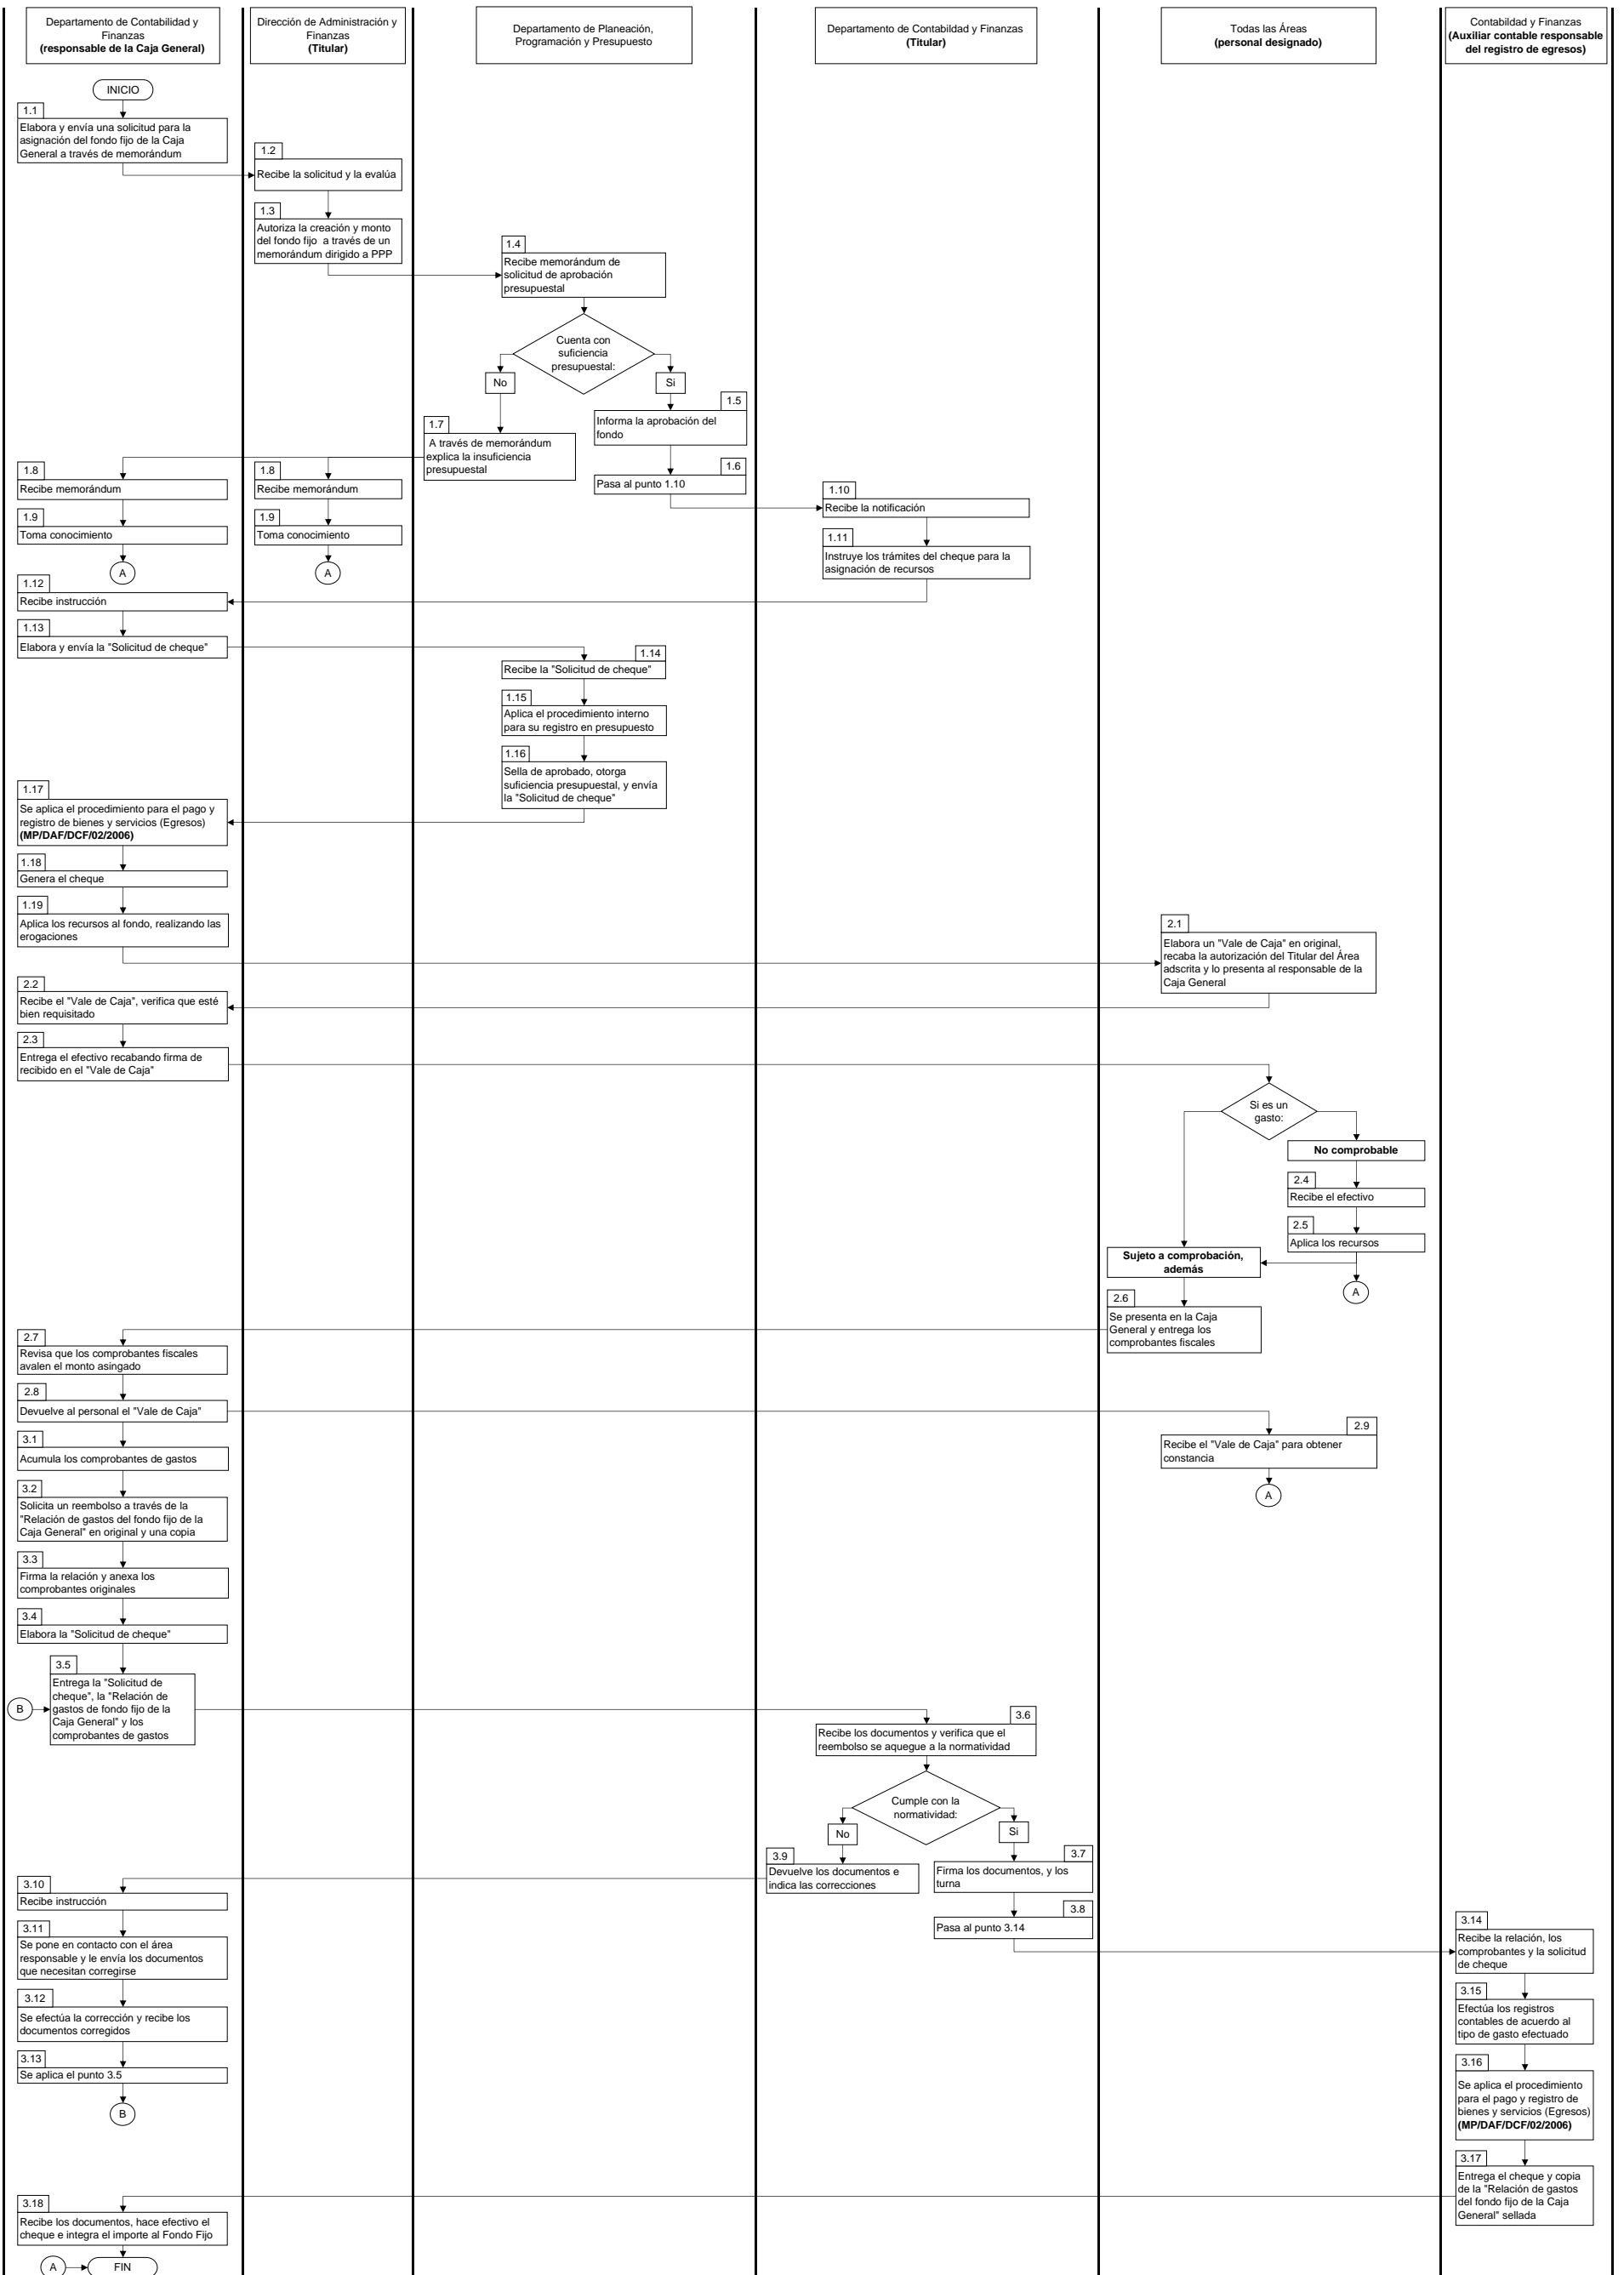 Departamento de Contabilidad y
Finanzas
(responsable de la Caja General)
Dirección de Administración y
Finanzas
(Titular)
Departamento de Planeación,
Programación y Presupuesto
Departamento de Contabildad y Finanzas
(Titular)
Todas las Áreas
(personal designado)
Contabildad y Finanzas
(Auxiliar contable responsable
del registro de egresos)
INICIO
1.1
Elabora y envía una solicitud para la
asignación del fondo fijo de la Caja
General a través de memorándum
1.2
Recibe la solicitud y la evalúa
1.3
Autoriza la creación y monto
del fondo fijo a través de un
memorándum dirigido a PPP
1.4
Recibe memorándum de
solicitud de aprobación
presupuestal
Cuenta con
suficiencia
presupuestal:
No
Si
1.5
Informa la aprobación del
fondo
1.6
Pasa al punto 1.10
1.7
A través de memorándum
explica la insuficiencia
presupuestal
1.8
Recibe memorándum
1.9
Toma conocimiento
A
1.8
Recibe memorándum
1.9
Toma conocimiento
A
1.10
Recibe la notificación
1.11
Instruye los trámites del cheque para la
asignación de recursos
1.12
Recibe instrucción
1.13
Elabora y envía la "Solicitud de cheque"
1.14
Recibe la "Solicitud de cheque"
1.15
Aplica el procedimiento interno
para su registro en presupuesto
1.16
Sella de aprobado, otorga
suficiencia presupuestal, y envía
la "Solicitud de cheque"
1.17
Se aplica el procedimiento para el pago y
registro de bienes y servicios (Egresos)
(MP/DAF/DCF/02/2006)
1.18
Genera el cheque
1.19
Aplica los recursos al fondo, realizando las
erogaciones
2.1
Elabora un "Vale de Caja" en original,
recaba la autorización del Titular del Área
adscrita y lo presenta al responsable de la
Caja General
2.2
Recibe el "Vale de Caja", verifica que esté
bien requisitado
2.3
Entrega el efectivo recabando firma de
recibido en el "Vale de Caja"
Si es un
gasto:
No comprobable
2.4
Recibe el efectivo
2.5
Aplica los recursos
A
Sujeto a comprobación,
además
2.6
Se presenta en la Caja
General y entrega los
comprobantes fiscales
2.7
Revisa que los comprobantes fiscales
avalen el monto asingado
2.8
Devuelve al personal el "Vale de Caja"
2.9
Recibe el "Vale de Caja" para obtener
constancia
A
3.1
Acumula los comprobantes de gastos
3.2
Solicita un reembolso a través de la
"Relación de gastos del fondo fijo de la
Caja General" en original y una copia
3.3
Firma la relación y anexa los
comprobantes originales
3.4
Elabora la "Solicitud de cheque"
3.5
Entrega la "Solicitud de
cheque", la "Relación de
gastos de fondo fijo de la
Caja General" y los
comprobantes de gastos
B
3.6
Recibe los documentos y verifica que el
reembolso se aquegue a la normatividad
Cumple con la
normatividad:
No
Si
3.7
Firma los documentos, y los
turna
3.8
Pasa al punto 3.14
3.9
Devuelve los documentos e
indica las correcciones
3.10
Recibe instrucción
3.11
Se pone en contacto con el área
responsable y le envía los documentos
que necesitan corregirse
3.12
Se efectúa la corrección y recibe los
documentos corregidos
3.13
Se aplica el punto 3.5
B
3.14
Recibe la relación, los
comprobantes y la solicitud
de cheque
3.15
Efectúa los registros
contables de acuerdo al
tipo de gasto efectuado
3.16
Se aplica el procedimiento
para el pago y registro de
bienes y servicios (Egresos)
(MP/DAF/DCF/02/2006)
3.17
Entrega el cheque y copia
de la "Relación de gastos
del fondo fijo de la Caja
General" sellada
3.18
Recibe los documentos, hace efectivo el
cheque e integra el importe al Fondo Fijo
A
FIN